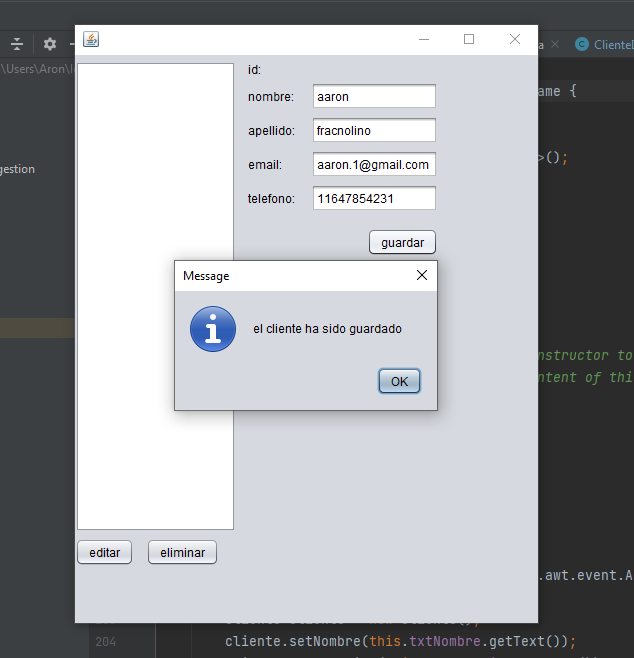 \Users\Aron\I
a
Cliente
ame {
id:
nombre: aaron
>();
apellido: fracnolino
email: aaron.1@gmail.com
gestion
telefono: 11647854231
guardar
Message
el cliente ha sido guardado
nstructor to
OK
ntent of thi
editar eliminar
.awt.event.A
204 cliente.setNombre(this.txtNombre.getText());